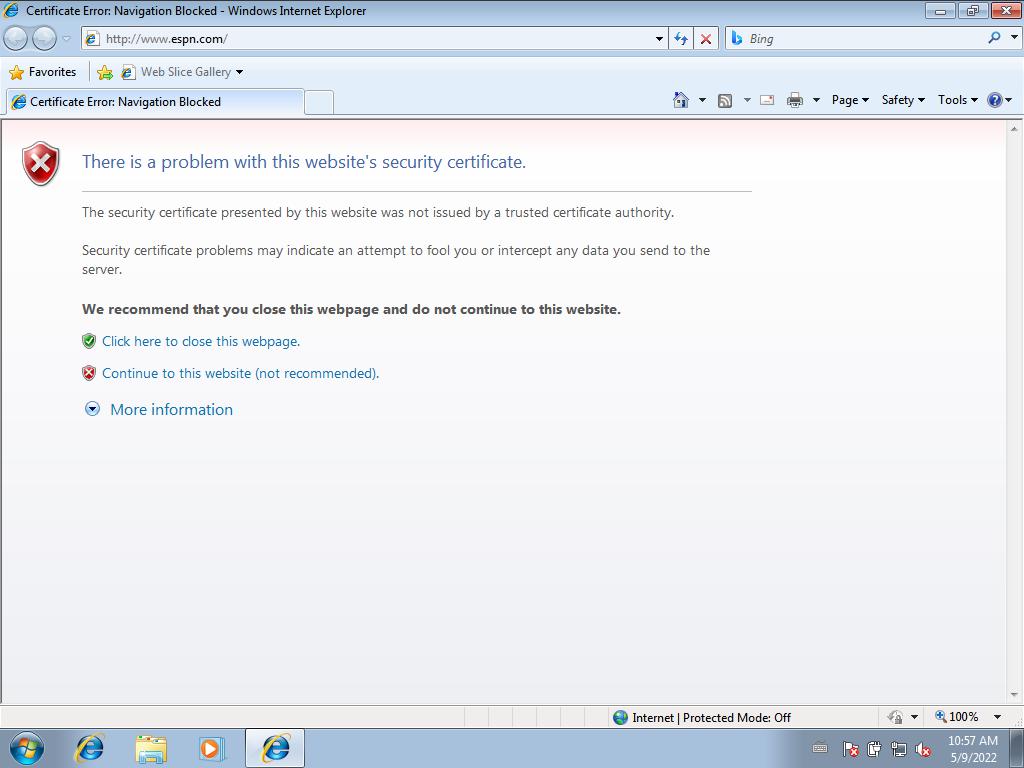 Certificate Error: Navigation Blocked - Windows Internet Explorer
http://www.espn.com/
Bing
Favorites
Web Slice Gallery
Certificate Error: Navigation Blocked
Page
Safety
Tools
There is a problem with this website's security certificate.
The security certificate presented by this website was not issued by a trusted certificate authority.
Security certificate problems may indicate an attempt to fool you or intercept any data you send to the
server.
We recommend that you close this webpage and do not continue to this website.
Click here to close this webpage.
Continue to this website (not recommended).
More information
Internet | Protected Mode: Off
100%
10:57 AM
5/9/2022